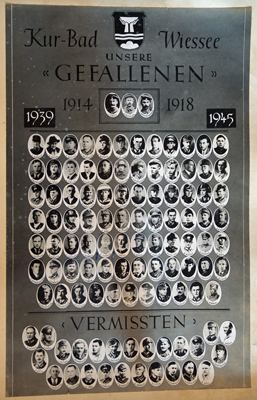 Kur-Bad Wiessee
UNSERE
« GEFALLENEN »
1914 1918
1939 1945
‹ VERMISSTEN ›